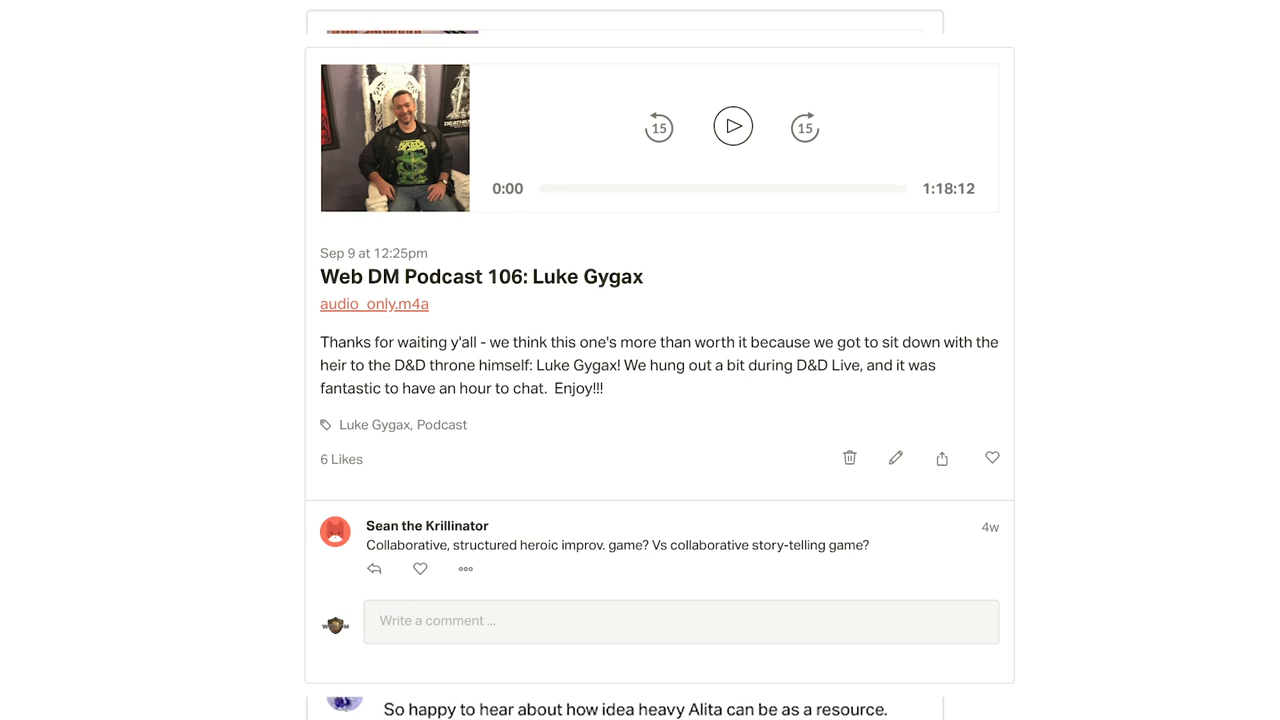 15
15
0:00
1:18:12
Sep 9 at 12:25pm
Web DM Podcast 106: Luke Gygax
audio_only.m4a
Thanks for waiting y'all - we think this one's more than worth it because we got to sit down with the
heir to the D&D throne himself: Luke Gygax! We hung out a bit during D&D Live, and it was
fantastic to have an hour to chat.  Enjoy!!!
Luke Gygax, Podcast
6 Likes
Sean the Krillinator
4w
Collaborative, structured heroic improv. game? Vs collaborative story-telling game?
Write a comment ...
So happy to hear about how idea heavy Alita can be as a resource.